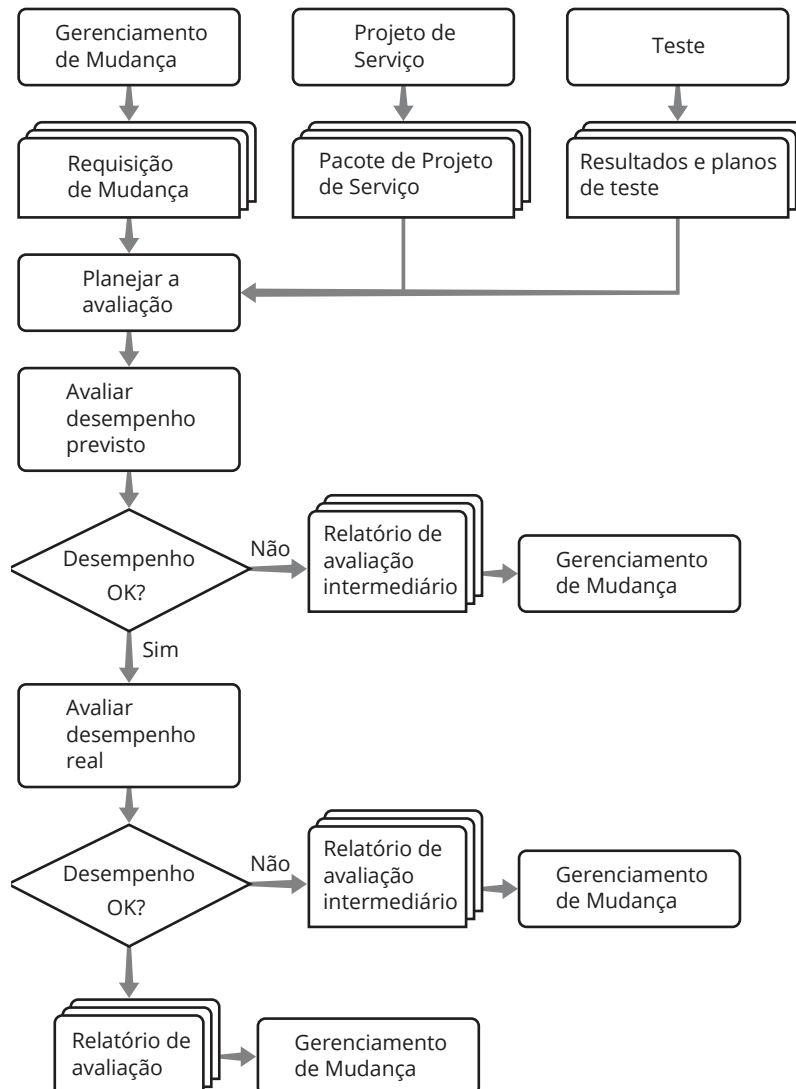 Gerenciamento
de Mudança
Projeto de
Serviço
Teste
Requisição
de Mudança
Pacote de Projeto
de Serviço
Resultados e planos
de teste
Planejar a
avaliação
Avaliar
desempenho
previsto
Desempenho
OK?
Não
Relatório de
avaliação
intermediário
Gerenciamento
de Mudança
Sim
Avaliar
desempenho
real
Desempenho
OK?
Não
Relatório de
avaliação
intermediário
Gerenciamento
de Mudança
Relatório de
avaliação
Gerenciamento
de Mudança